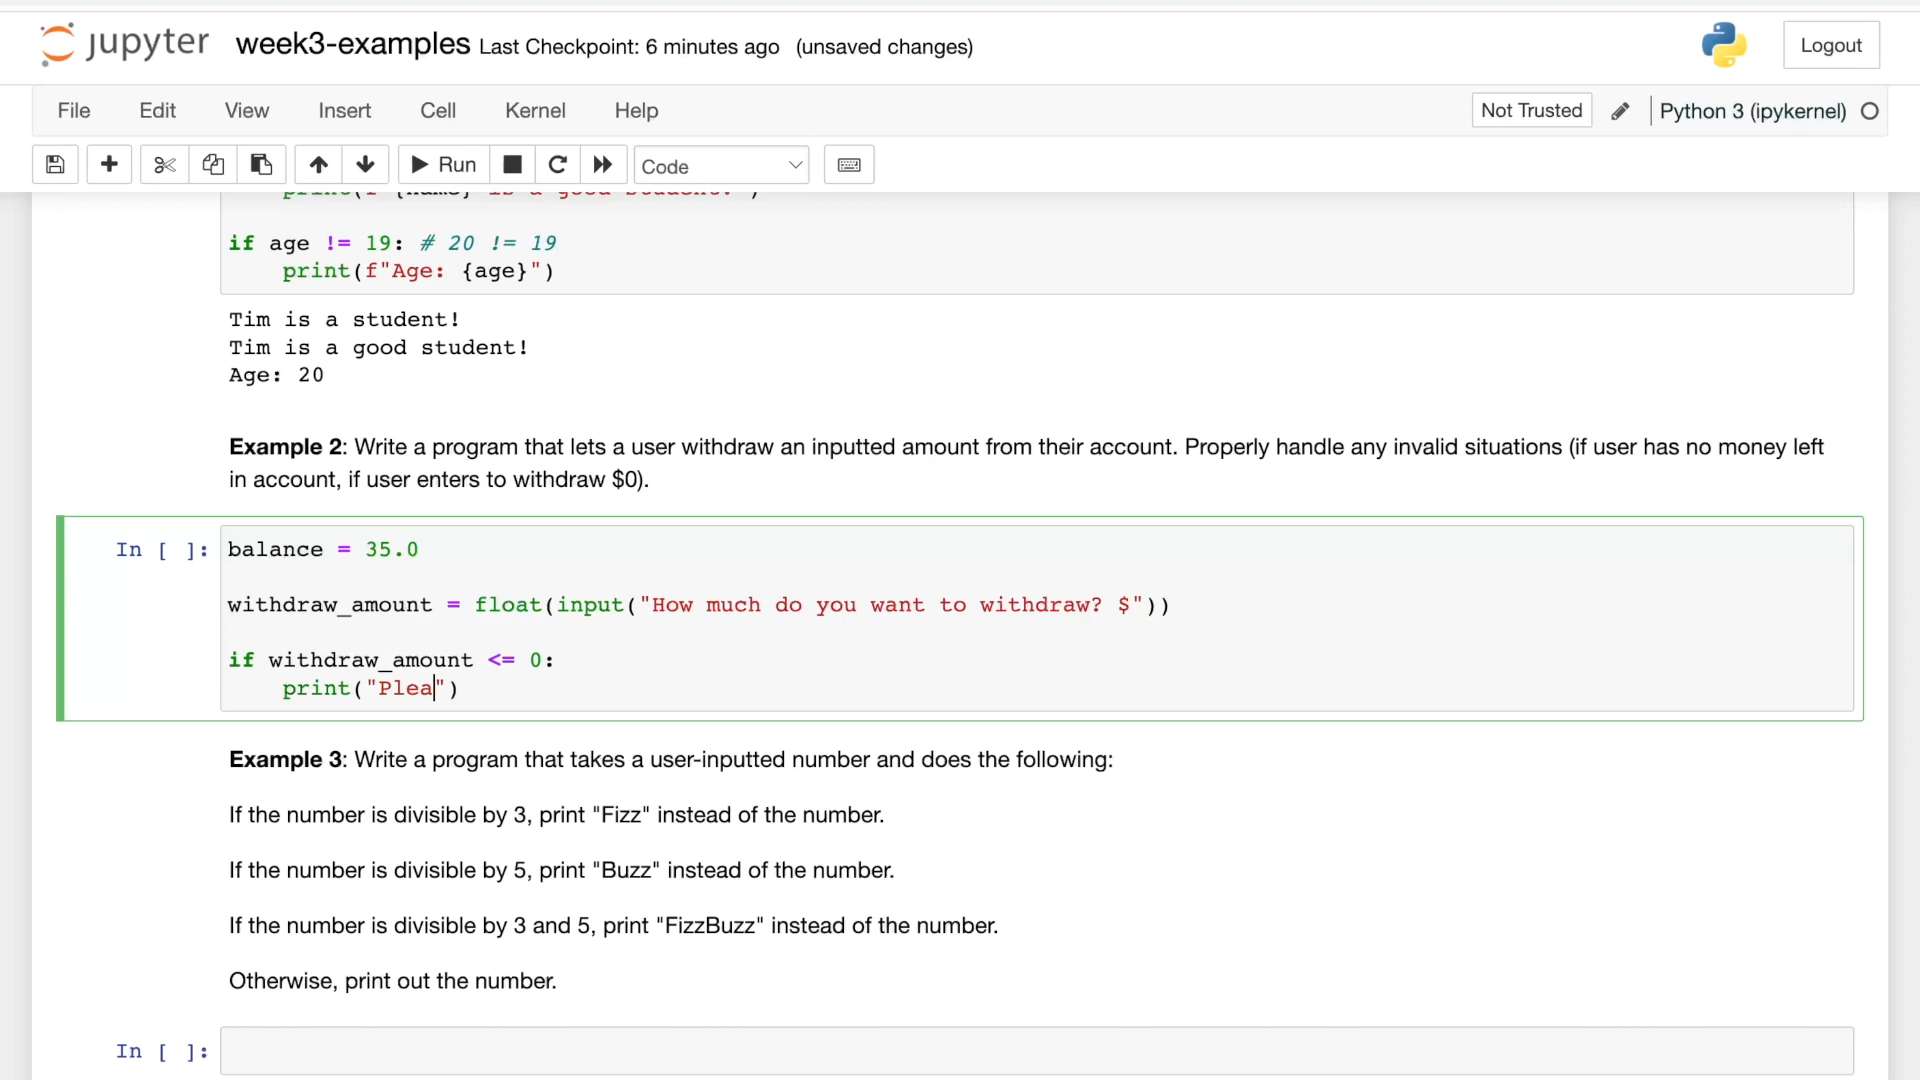 jupyter week3-examples Last Checkpoint: 6 minutes ago (unsaved changes) Logout
File Edit View Insert Cell Kernel Help Not Trusted Python 3 (ipykernel)
Run Code
if age != 19: # 20 != 19
print(f"Age: {age}")
Tim is a student!
Tim is a good student!
Age: 20
Example 2: Write a program that lets a user withdraw an inputted amount from their account. Properly handle any invalid situations (if user has no money left
in account, if user enters to withdraw $0).
In [ ]: balance = 35.0
withdraw_amount = float(input("How much do you want to withdraw? $"))
if withdraw_amount <= 0:
print("Plea")
Example 3: Write a program that takes a user-inputted number and does the following:
If the number is divisible by 3, print "Fizz" instead of the number.
If the number is divisible by 5, print "Buzz" instead of the number.
If the number is divisible by 3 and 5, print "FizzBuzz" instead of the number.
Otherwise, print out the number.
In [ ]: